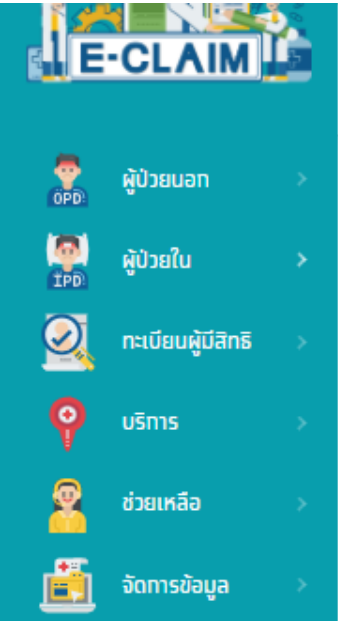 E-CLAIM
OPD
ผู้ป่วยนอก
IPD
ผู้ป่วยใน
ทะเบียนผู้มีสิทธิ
บริการ
ช่วยเหลือ
จัดการข้อมูล